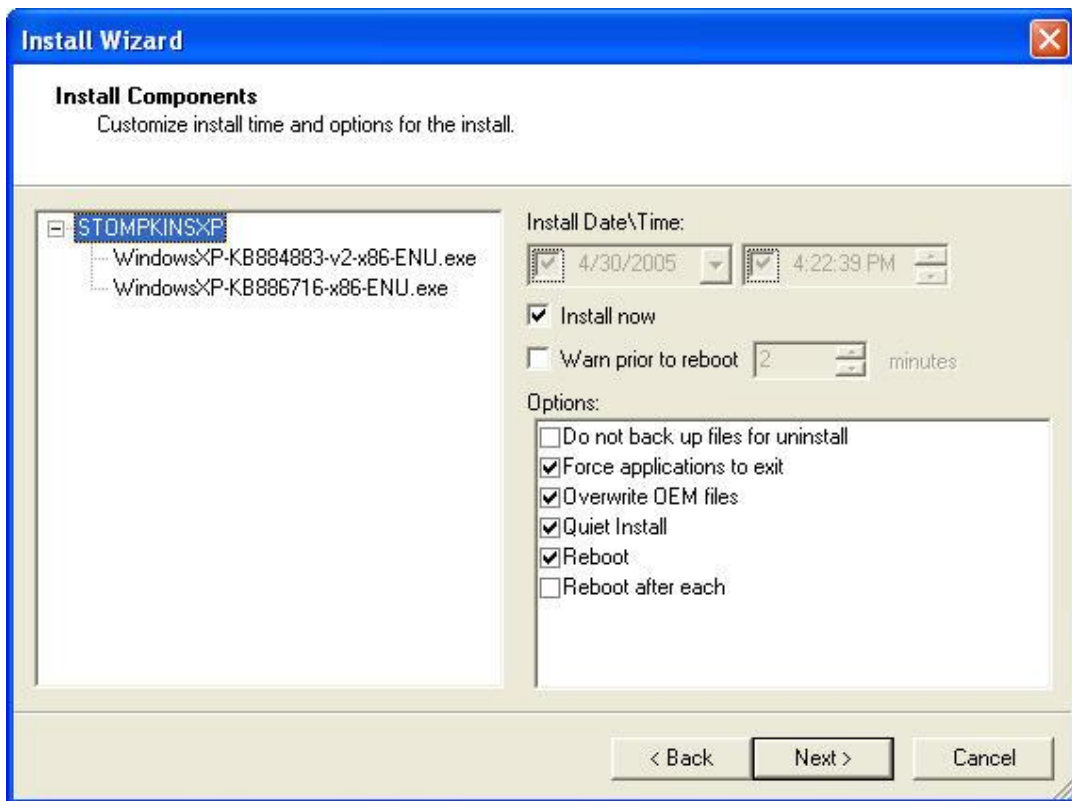 Install Wizard
Install Components
Customize install time and options for the install.
STOMPKINSXP
WindowsXP-KB884883-v2-x86-ENU.exe
WindowsXP-KB886716-x86-ENU.exe
Install Date\Time:
4/30/2005 4:22:39 PM
Install now
Warn prior to reboot 2 minutes
Options:
Do not back up files for uninstall
Force applications to exit
Overwrite OEM files
Quiet Install
Reboot
Reboot after each
< Back Next > Cancel